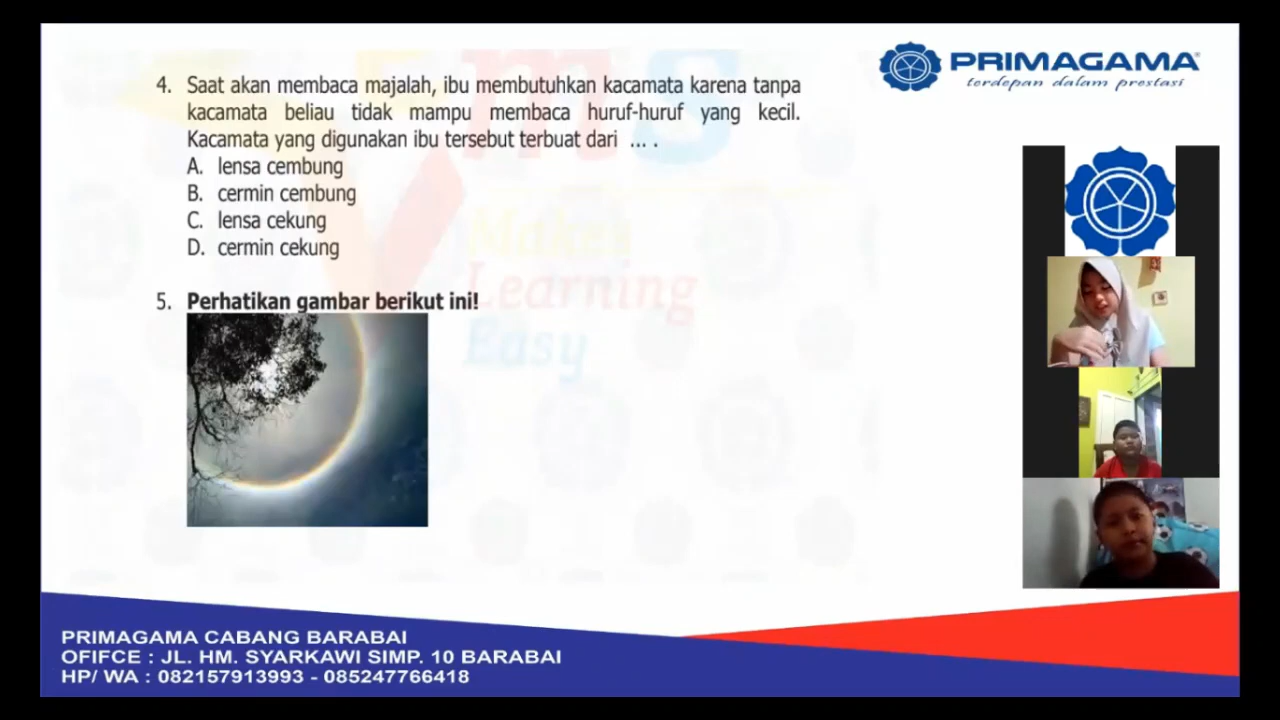 PRIMAGAMA
terdepan dalam prestasi
4. Saat akan membaca majalah, ibu membutuhkan kacamata karena tanpa
kacamata beliau tidak mampu membaca huruf-huruf yang kecil.
Kacamata yang digunakan ibu tersebut terbuat dari ... .
A. lensa cembung
B. cermin cembung
C. lensa cekung
D. cermin cekung
5. Perhatikan gambar berikut ini!
Makes
Learning
Easy
PRIMAGAMA CABANG BARABAI
OFIFCE : JL. HM. SYARKAWI SIMP. 10 BARABAI
HP/ WA : 082157913993 - 085247766418